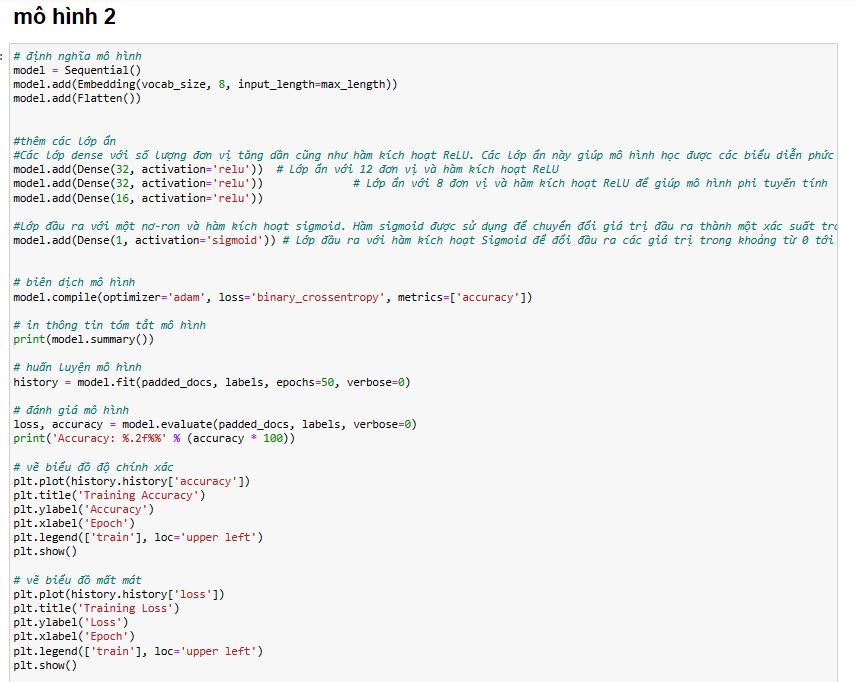 mô hình 2
:
# định nghĩa mô hình
model = Sequential()
model.add(Embedding(vocab_size, 8, input_length=max_length))
model.add(Flatten())
#thêm các lớp ẩn
#Các lớp dense với số lượng đơn vị tăng dần cũng như hàm kích hoạt ReLU. Các lớp ẩn này giúp mô hình học được các biểu diễn phức
model.add(Dense(32, activation='relu')) # Lớp ẩn với 12 đơn vị và hàm kích hoạt ReLU
model.add(Dense(32, activation='relu')) # Lớp ẩn với 8 đơn vị và hàm kích hoạt ReLU để giúp mô hình phi tuyến tính
model.add(Dense(16, activation='relu'))
#Lớp đầu ra với một nơ-ron và hàm kích hoạt sigmoid. Hàm sigmoid được sử dụng để chuyển đổi giá trị đầu ra thành một xác suất
model.add(Dense(1, activation='sigmoid')) # Lớp đầu ra với hàm kích hoạt Sigmoid để đổi đầu ra các giá trị trong khoảng từ 0 tới
# biên dịch mô hình
model.compile(optimizer='adam', loss='binary_crossentropy', metrics=['accuracy'])
# in thông tin tóm tắt mô hình
print(model.summary())
# huấn luyện mô hình
history = model.fit(padded_docs, labels, epochs=50, verbose=0)
# đánh giá mô hình
loss, accuracy = model.evaluate(padded_docs, labels, verbose=0)
print('Accuracy: %.2f%%' % (accuracy * 100))
# vẽ biểu đồ độ chính xác
plt.plot(history.history['accuracy'])
plt.title('Training Accuracy')
plt.ylabel('Accuracy')
plt.xlabel('Epoch')
plt.legend(['train'], loc='upper left')
plt.show()
# vẽ biểu đồ mất mát
plt.plot(history.history['loss'])
plt.title('Training Loss')
plt.ylabel('Loss')
plt.xlabel('Epoch')
plt.legend(['train'], loc='upper left')
plt.show()